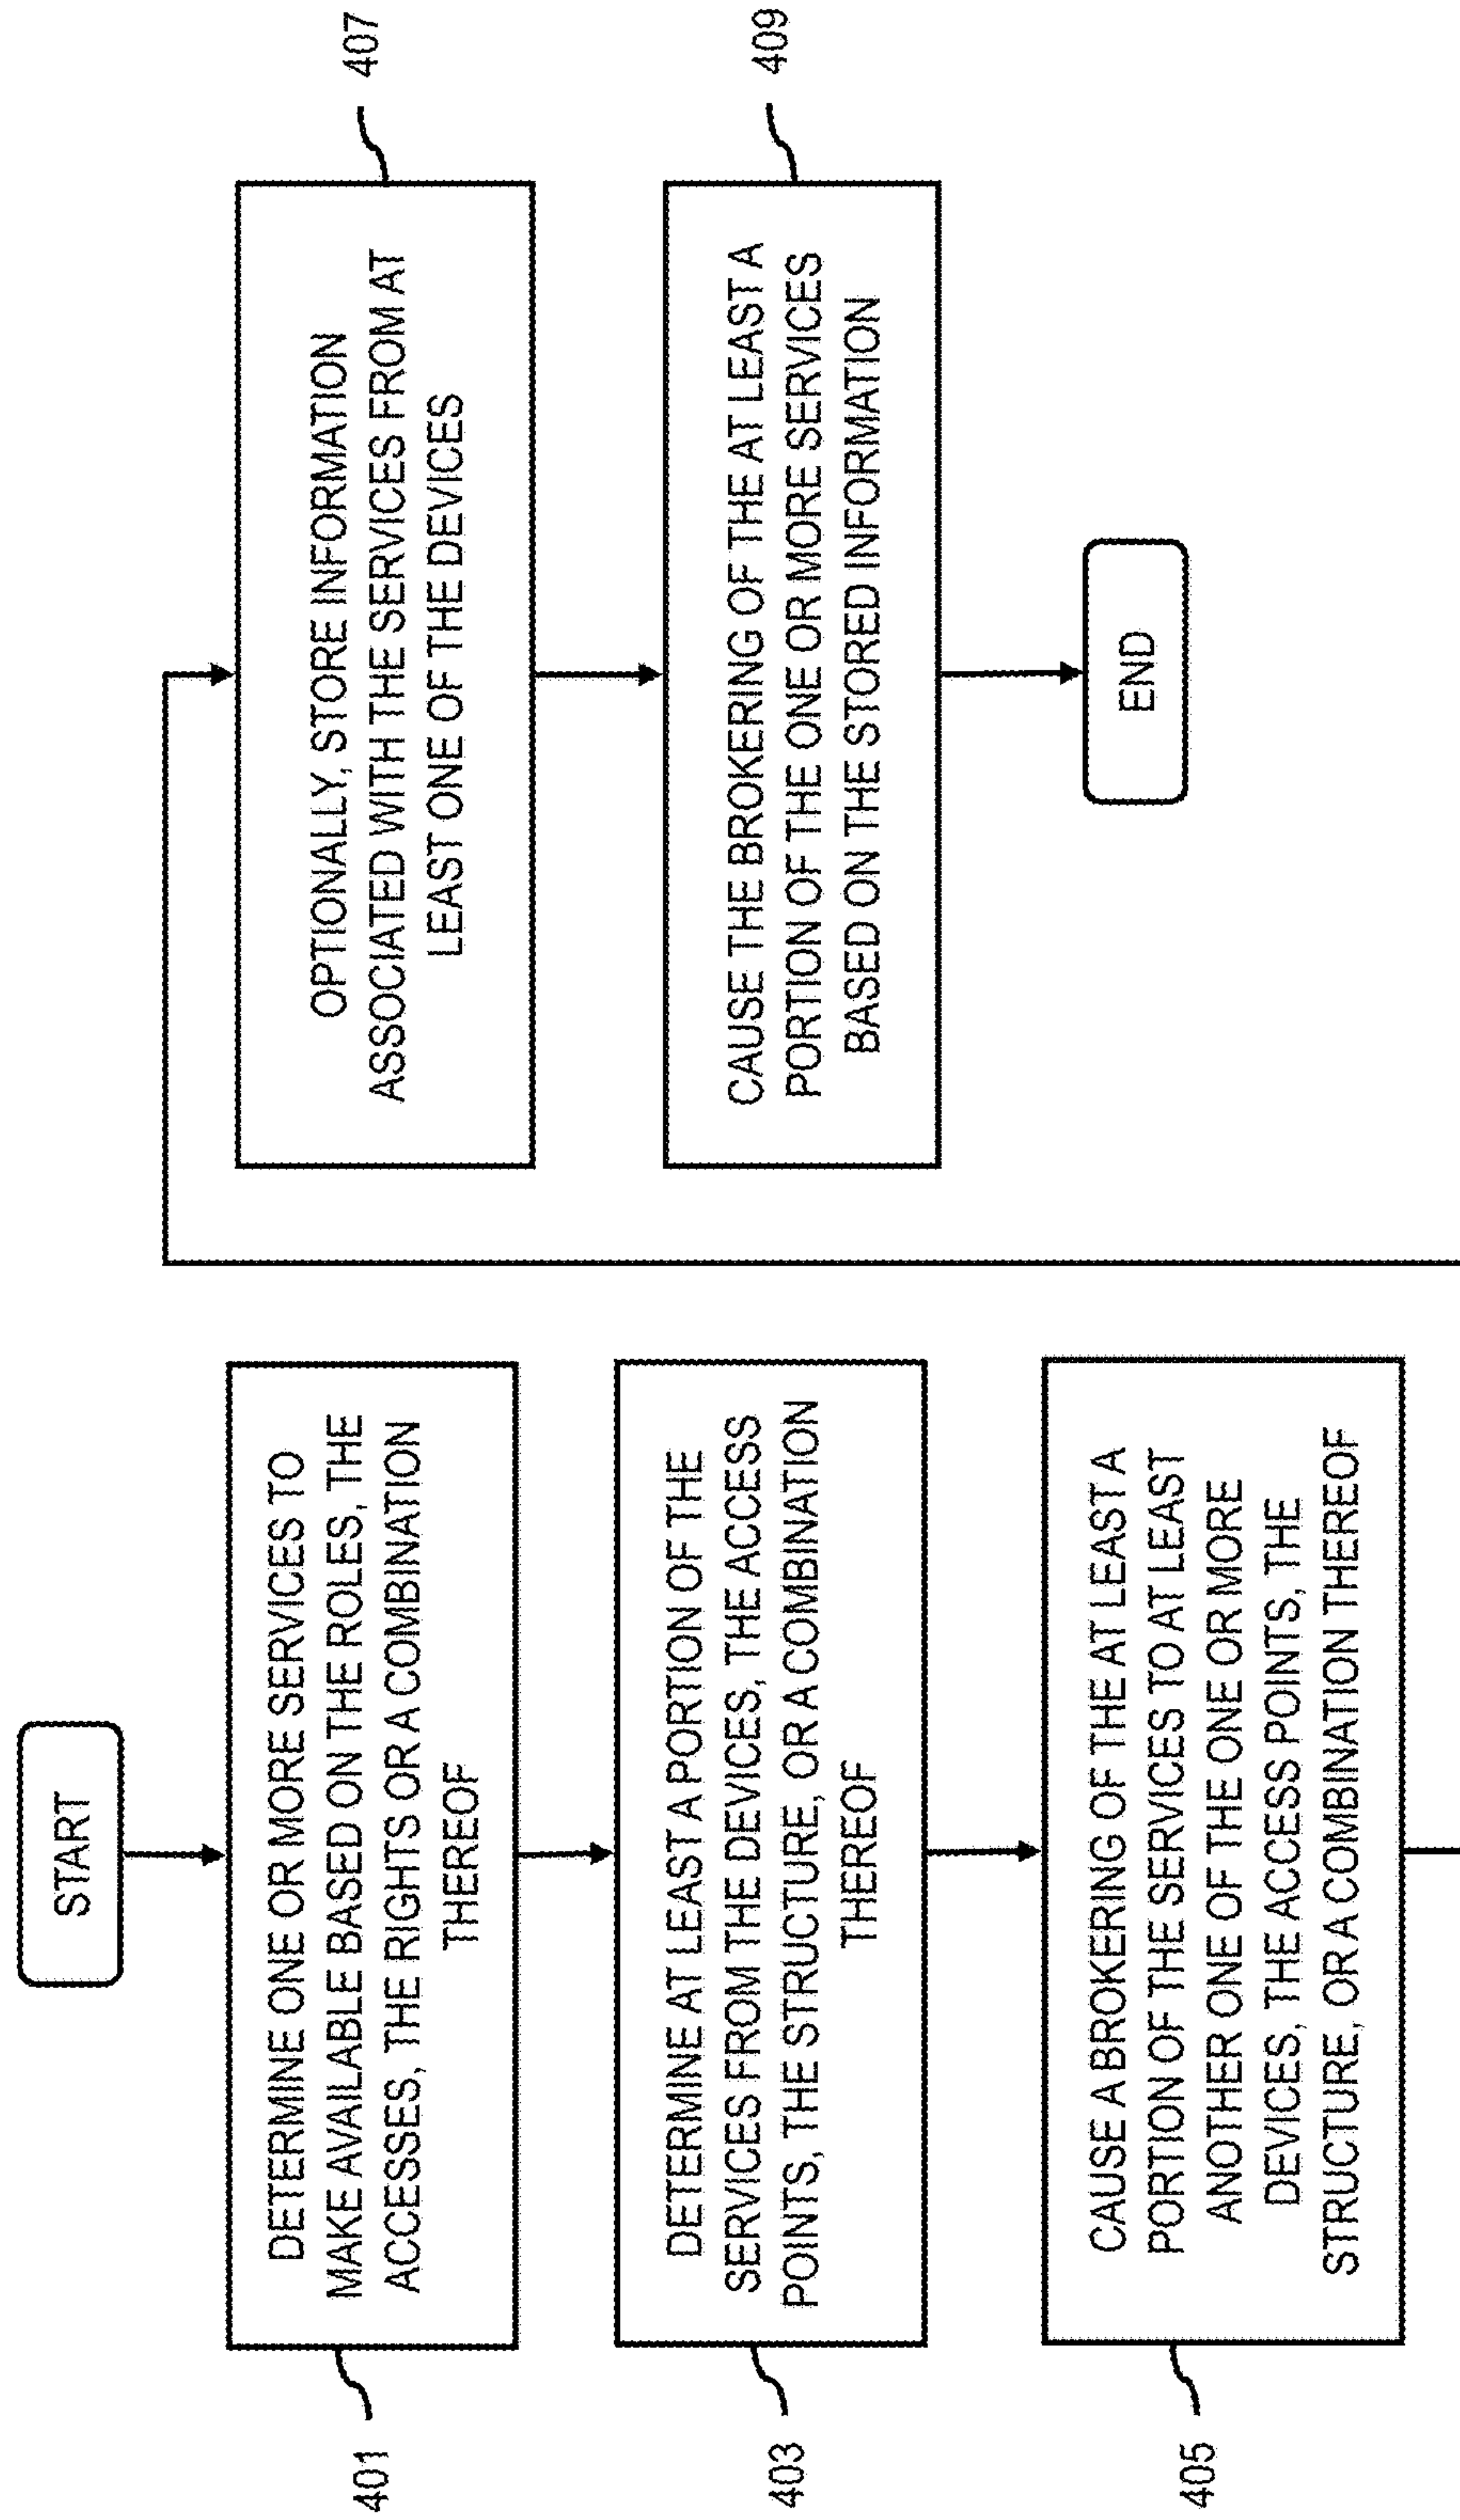 START
401
DETERMINE ONE OR MORE SERVICES TO
MAKE AVAILABLE BASED ON THE ROLES, THE
ACCESSES, THE RIGHTS OR A COMBINATION
THEREOF
403
DETERMINE AT LEAST A PORTION OF THE
SERVICES FROM THE DEVICES, THE ACCESS
POINTS, THE STRUCTURE, OR A COMBINATION
THEREOF
405
CAUSE A BROKERING OF THE AT LEAST A
PORTION OF THE SERVICES TO AT LEAST
ANOTHER ONE OF THE ONE OR MORE
DEVICES, THE ACCESS POINTS, THE
STRUCTURE, OR A COMBINATION THEREOF
407
OPTIONALLY, STORE INFORMATION
ASSOCIATED WITH THE SERVICES FROM AT
LEAST ONE OF THE DEVICES
409
CAUSE THE BROKERING OF THE AT LEAST A
PORTION OF THE ONE OR MORE SERVICES
BASED ON THE STORED INFORMATION
END